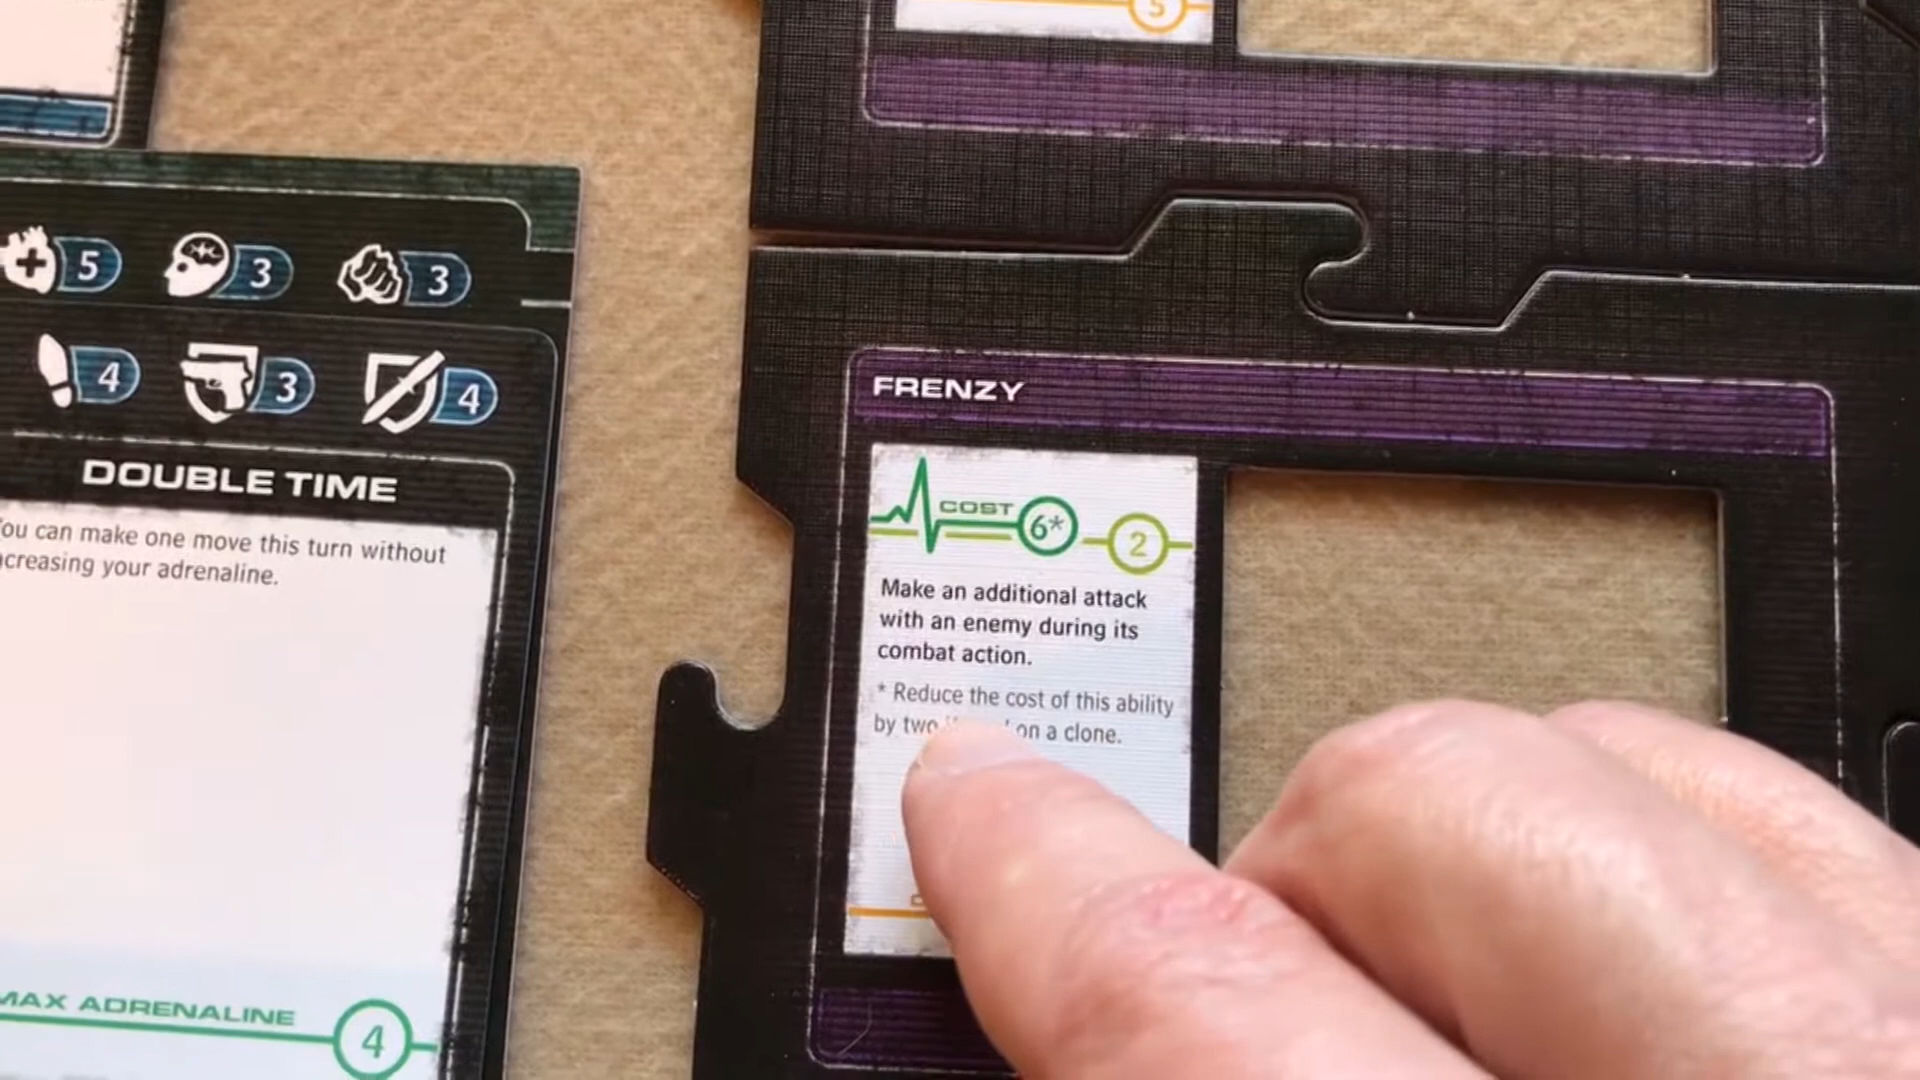 5
5 3 3
4 3 4
DOUBLE TIME
ou can make one move this turn without
creasing your adrenaline.
MAX ADRENALINE 4
FRENZY
COST 6* 2
Make an additional attack
with an enemy during its
combat action.
* Reduce the cost of this ability
by two on a clone.